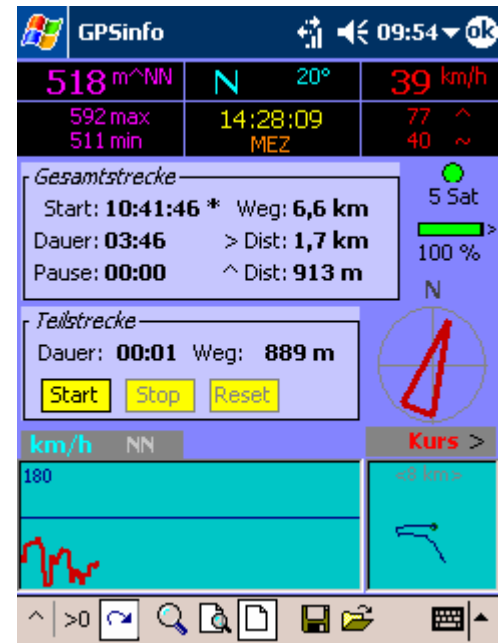 GPSinfo 09:54 ok
518 m^NN N 20° 39 km/h
592 max 14:28:09 77 ^
511 min MEZ 40 ~
Gesamtstrecke
Start: 10:41:46 * Weg: 6,6 km
Dauer: 03:46 > Dist: 1,7 km
Pause: 00:00 ^ Dist: 913 m
5 Sat
>
100 %
N
Teilstrecke
Dauer: 00:01 Weg: 889 m
Start Stop Reset
km/h NN Kurs >
180 <8 km>
^ >0